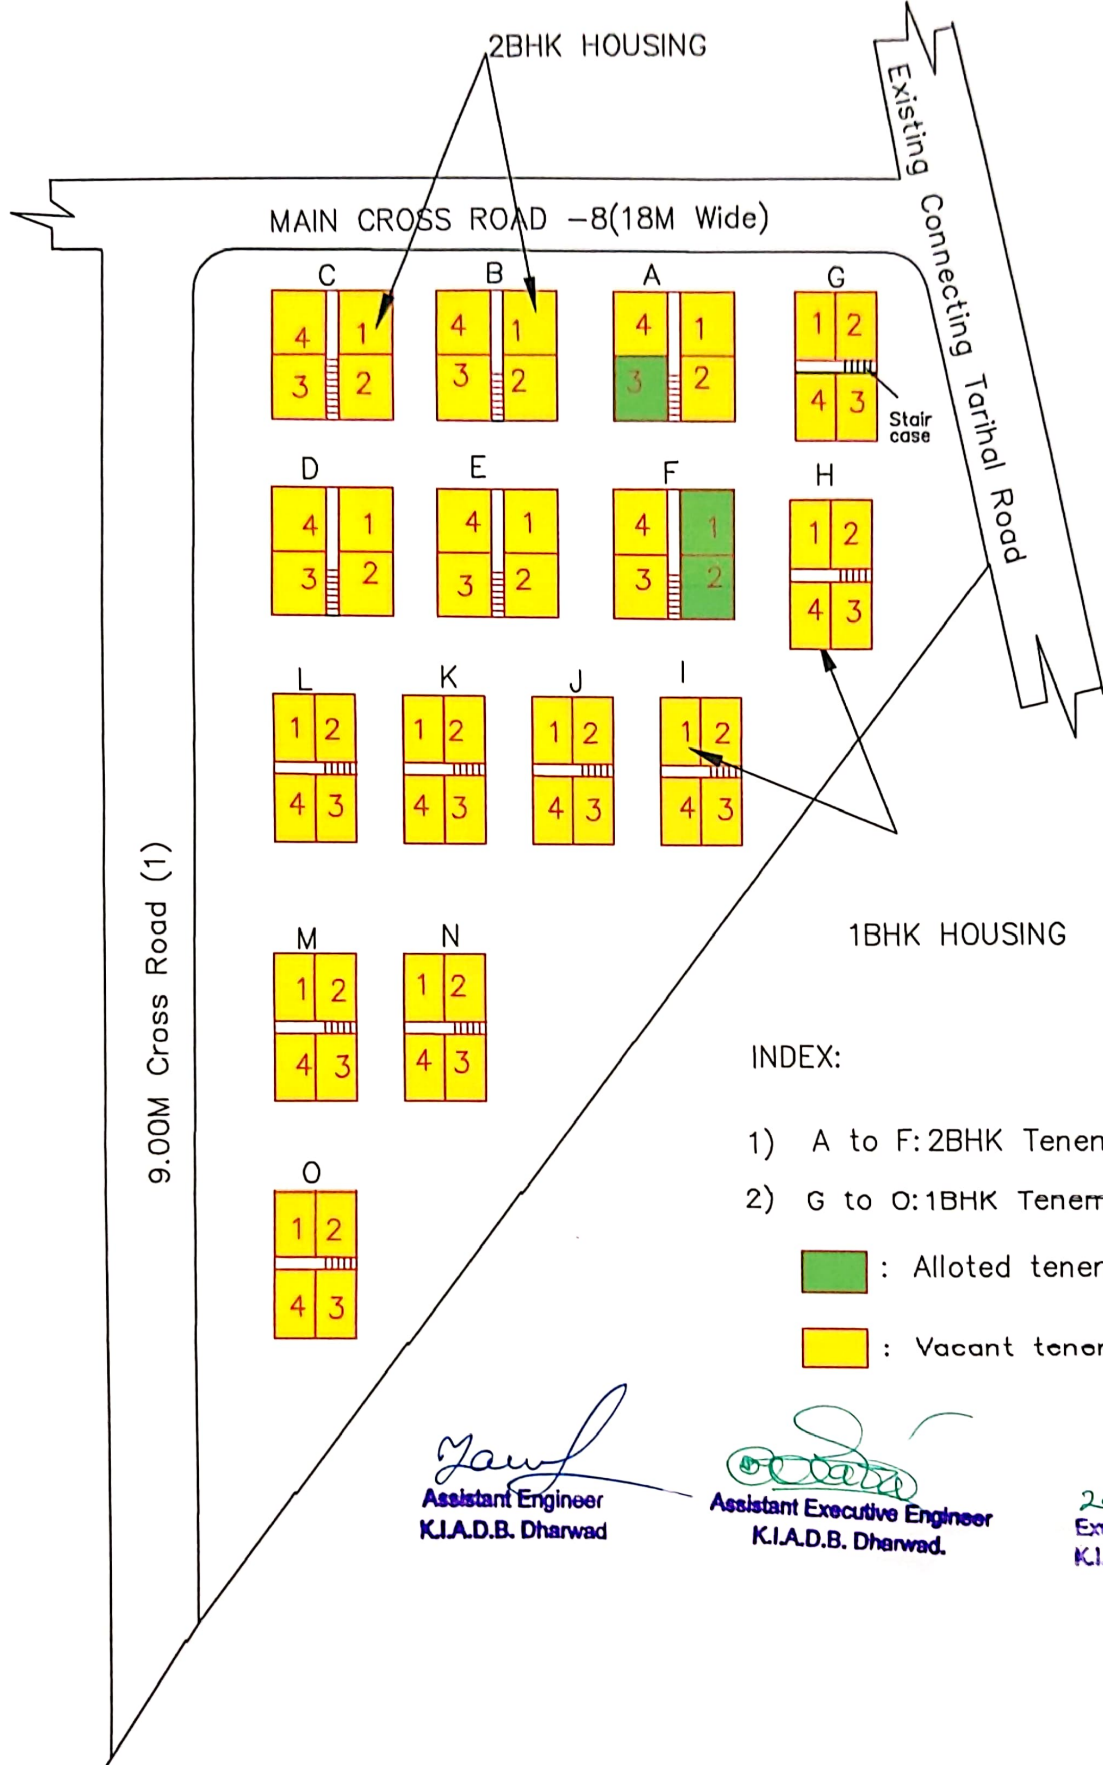 2BHK HOUSING
Existing Connecting Tarihal Road
MAIN CROSS ROAD -8(18M Wide)
C B A G
4 1 4 1 4 1 1 2
3 2 3 2 3 2 4 3
Stair
case
D E F H
4 1 4 1 4 1 1 2
3 2 3 2 3 2 4 3
L K J I
1 2 1 2 1 2 1 2
4 3 4 3 4 3 4 3
9.00M Cross Road (1)
1BHK HOUSING
M N
1 2 1 2
4 3 4 3
INDEX:
1) A to F:2BHK Tenen
2) G to O:1BHK Tenem
O
1 2
4 3
: Alloted tener
: Vacant tener
Assistant Engineer
K.I.A.D.B. Dharwad
Assistant Executive Engineer
K.I.A.D.B. Dharwad.
Ex
K.I.